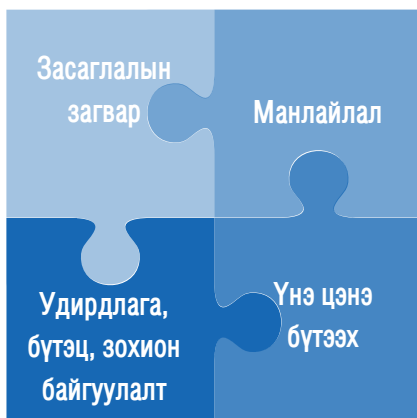 Засаглалын
загвар
Манлайлал
Удирдлага,
бүтэц, зохион
байгуулалт
Үнэ цэнэ
бүтээх